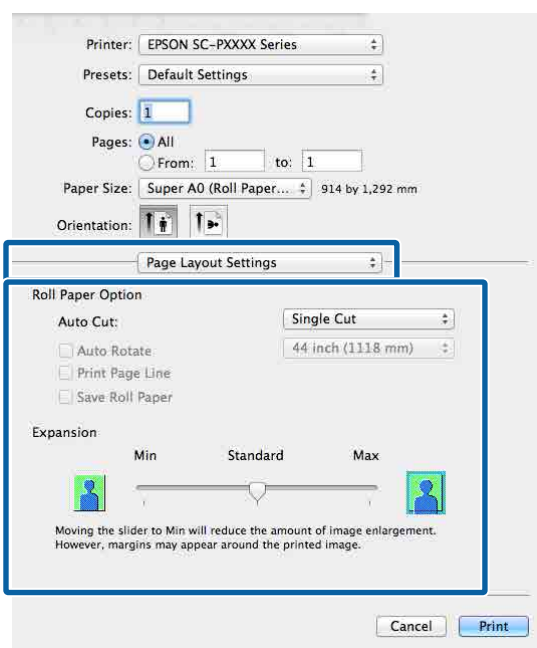 Printer: EPSON SC-PXXXX Series
Presets: Default Settings
Copies: 1
Pages: All
From: 1 to: 1
Paper Size: Super A0 (Roll Paper... 914 by 1,292 mm
Orientation:
Page Layout Settings
Roll Paper Option
Auto Cut: Single Cut
Auto Rotate 44 inch (1118 mm)
Print Page Line
Save Roll Paper
Expansion
Min Standard Max
Moving the slider to Min will reduce the amount of image enlargement.
However, margins may appear around the printed image.
Cancel Print